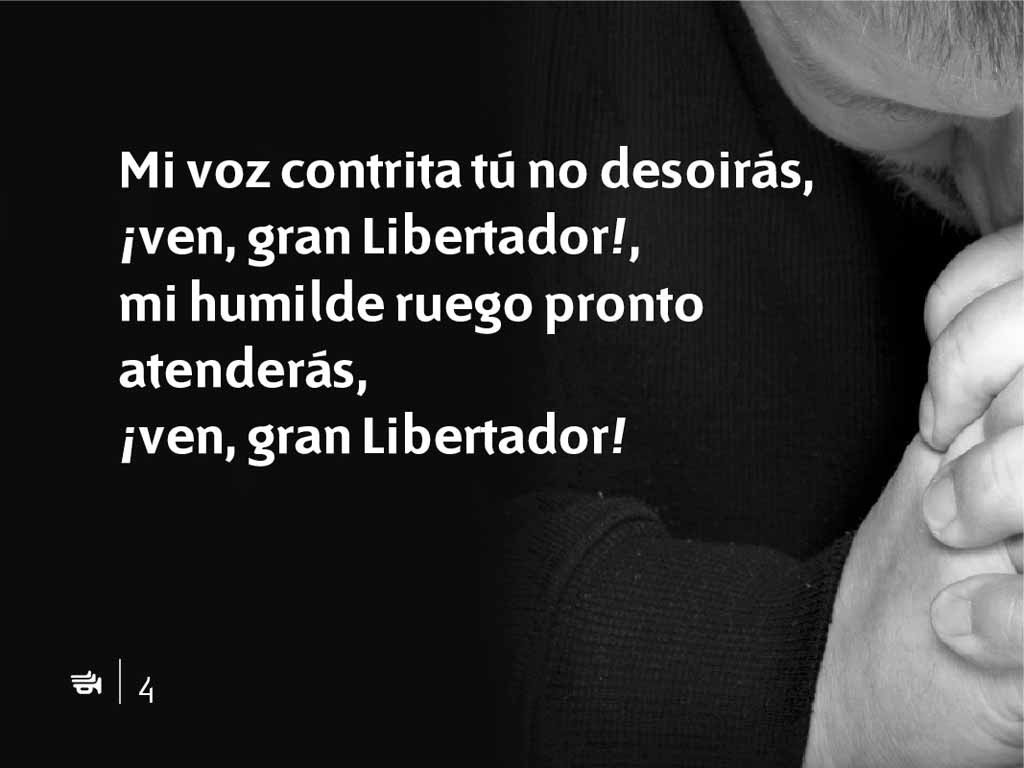 Mi voz contrita tú no desoirás,
¡ven, gran Libertador!,
mi humilde ruego pronto
atenderás,
¡ven, gran Libertador!
4